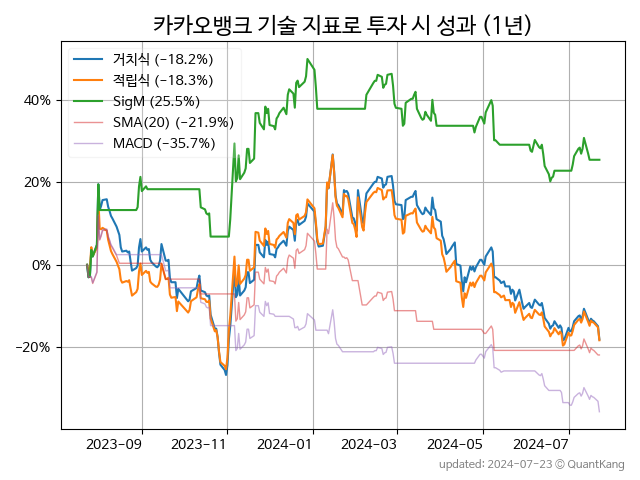 카카오뱅크 기술 지표로 투자 시 성과 (1년)
거치식 (−18.2%)
적립식 (−18.3%)
SigM (25.5%)
SMA(20) (−21.9%)
MACD (−35.7%)
40%
20%
0%
−20%
2023-09 2023-11 2024-01 2024-03 2024-05 2024-07
updated: 2024-07-23 © QuantKang